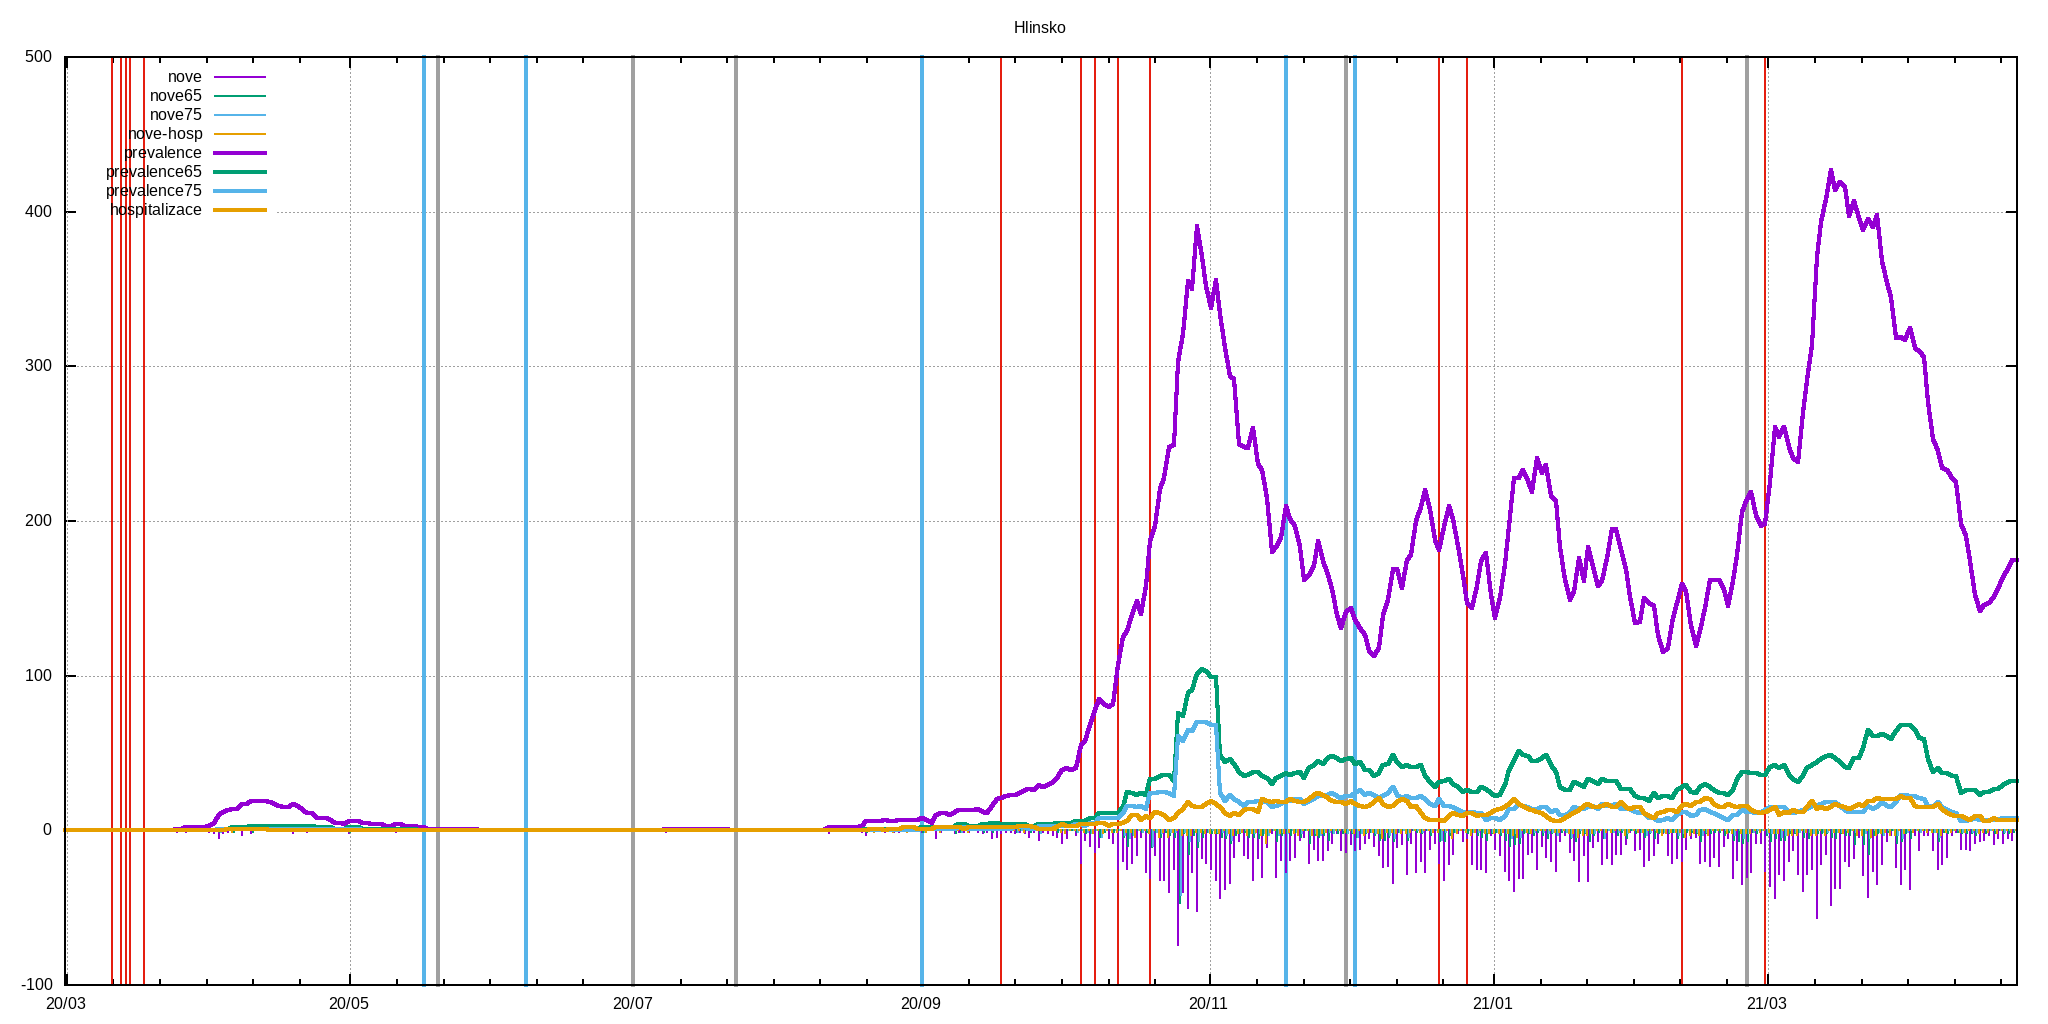 Hlinsko
500
400
300
200
100
0
-100
nove
nove65
nove75
nove-hosp
prevalence
prevalence65
prevalence75
hospitalizace
20/03 20/05 20/07 20/09 20/11 21/01 21/03